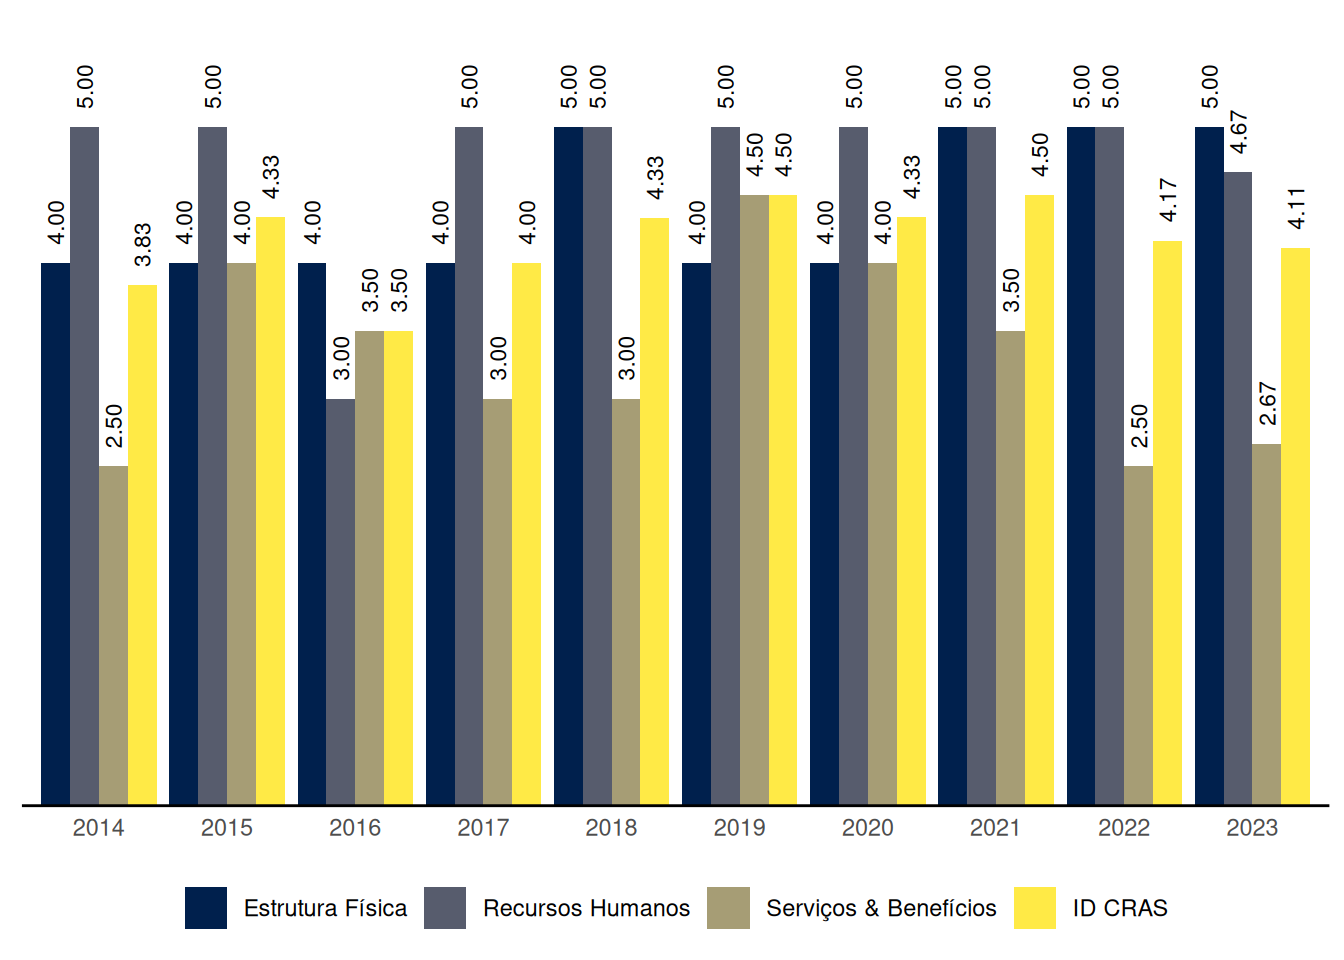 4.00 5.00 2.50 3.83
4.00 5.00 4.00 4.33
4.00 3.00 3.50 3.50
4.00 5.00 3.00 4.00
5.00 5.00 3.00 4.33
4.00 5.00 4.50 4.50
4.00 5.00 4.00 4.33
5.00 5.00 3.50 4.50
5.00 5.00 2.50 4.17
5.00 4.67 2.67 4.11
2014 2015 2016 2017 2018 2019 2020 2021 2022 2023
Estrutura Física Recursos Humanos Serviços & Benefícios ID CRAS